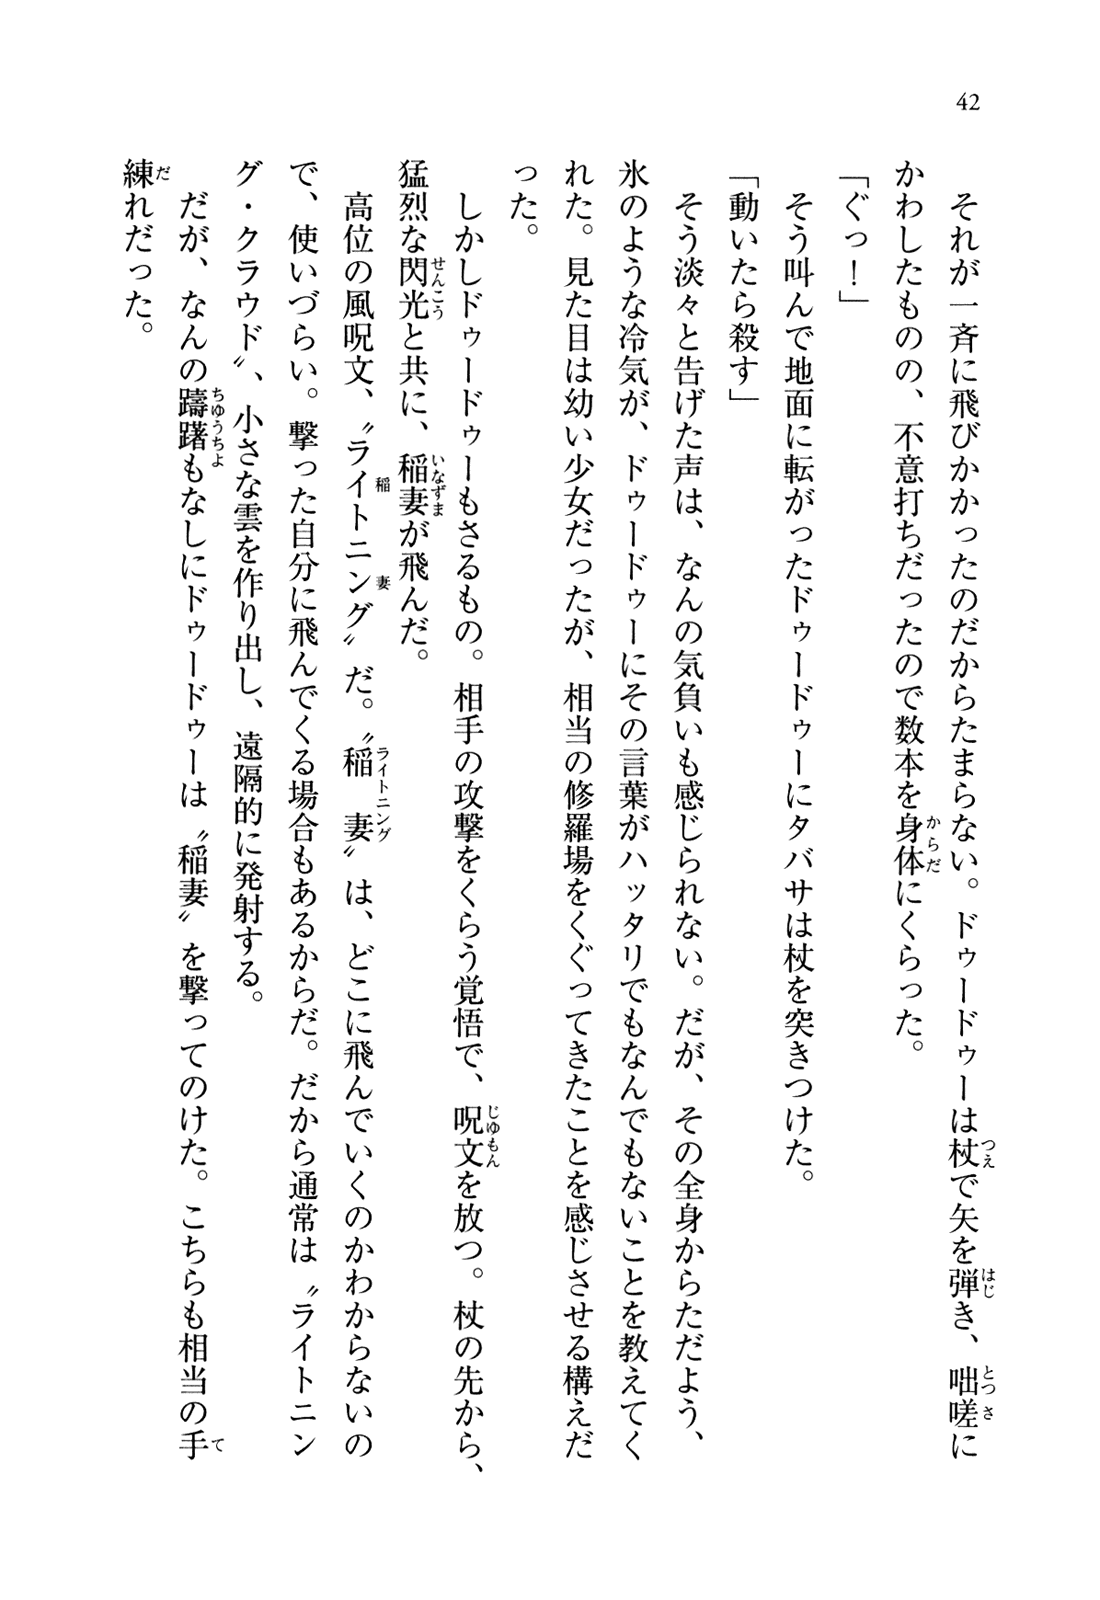 42
それが一斉に飛びかかったのだからたまらない。ドゥードゥーは杖で矢を弾き、咄嗟に
かわしたものの、不意打ちだったので数本を身体にくらった。
「ぐっ！」
そう叫んで地面に転がったドゥードゥーにタバサは杖を突きつけた。
「動いたら殺す」
そう淡々と告げた声は、なんの気負いも感じられない。だが、その全身からただよう、
氷のような冷気が、ドゥードゥーにその言葉がハッタリでもなんでもないことを教えてく
れた。見た目は幼い少女だったが、相当の修羅場をくぐってきたことを感じさせる構えだ
った。
しかしドゥードゥーもさるもの。相手の攻撃をくらう覚悟で、呪文を放つ。杖の先から、
猛烈な閃光と共に、稲妻が飛んだ。
高位の風呪文、〝ライトニング〟だ。〝稲妻〟は、どこに飛んでいくのかわからないの
で、使いづらい。撃った自分に飛んでくる場合もあるからだ。だから通常は〝ライトニン
グ・クラウド〟、小さな雲を作り出し、遠隔的に発射する。
だが、なんの躊躇もなしにドゥードゥーは〝稲妻〟を撃ってのけた。こちらも相当の手
練れだった。